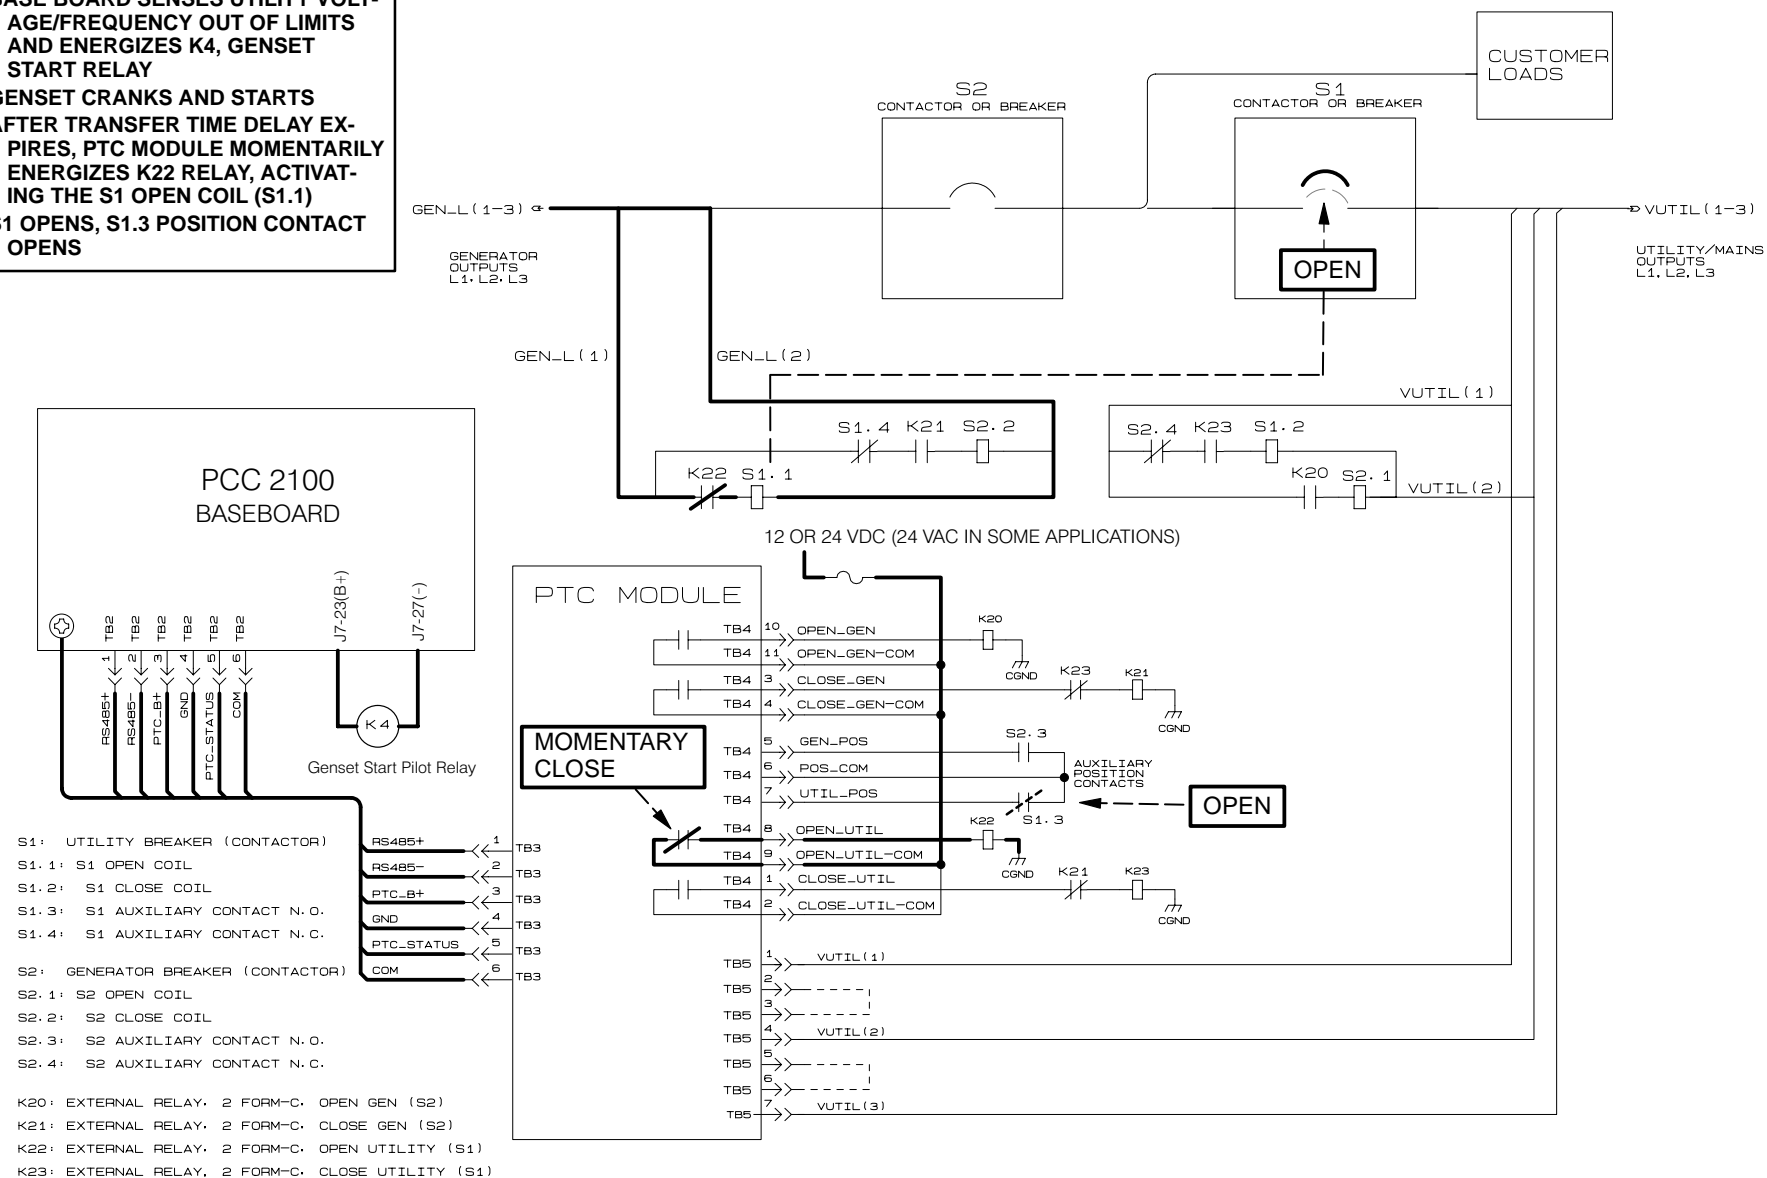 AGE/FREQUENCY OUT OF LIMITS
AND ENERGIZES K4, GENSET
START RELAY
GENSET CRANKS AND STARTS
AFTER TRANSFER TIME DELAY EX-
PIRES, PTC MODULE MOMENTARILY
ENERGIZES K22 RELAY, ACTIVAT-
ING THE S1 OPEN COIL (S1.1)
S1 OPENS, S1.3 POSITION CONTACT
OPENS
CUSTOMER
LOADS
S2
CONTACTOR OR BREAKER
S1
CONTACTOR OR BREAKER
GEN_L(1-3)
GENERATOR
OUTPUTS
L1, L2, L3
OPEN
VUTIL(1-3)
UTILITY/MAINS
OUTPUTS
L1, L2, L3
GEN_L(1)
GEN_L(2)
S1.4 K21 S2.2
K22 S1.1
VUTIL(1)
S2.4 K23 S1.2
K20 S2.1
VUTIL(2)
12 OR 24 VDC (24 VAC IN SOME APPLICATIONS)
PCC 2100
BASEBOARD
J7-23(B+)
J7-27(-)
TB2 TB2 TB2 TB2 TB2 TB2
1 2 3 4 5 6
RS485+
RS485-
PTC_B+
GND
PTC_STATUS
COM
K4
Genset Start Pilot Relay
PTC MODULE
TB4 10 OPEN_GEN
K20
TB4 11 OPEN_GEN-COM
CGND
TB4 3 CLOSE_GEN
K23 K21
TB4 4 CLOSE_GEN-COM
CGND
MOMENTARY
CLOSE
TB4 5 GEN_POS
S2.3
TB4 6 POS_COM
AUXILIARY
POSITION
CONTACTS
TB4 7 UTIL_POS
S1.3
OPEN
TB4 8 OPEN_UTIL
K22
TB4 9 OPEN_UTIL-COM
CGND
TB4 1 CLOSE_UTIL
K21 K23
TB4 2 CLOSE_UTIL-COM
CGND
TB5 1 VUTIL(1)
TB5 2
TB5 3
TB5 4 VUTIL(2)
TB5 5
TB5 6
TB5 7 VUTIL(3)
RS485+ 1 TB3
RS485- 2 TB3
PTC_B+ 3 TB3
GND 4 TB3
PTC_STATUS 5 TB3
COM 6 TB3
S1: UTILITY BREAKER (CONTACTOR)
S1.1: S1 OPEN COIL
S1.2: S1 CLOSE COIL
S1.3: S1 AUXILIARY CONTACT N.O.
S1.4: S1 AUXILIARY CONTACT N.C.
S2: GENERATOR BREAKER (CONTACTOR)
S2.1: S2 OPEN COIL
S2.2: S2 CLOSE COIL
S2.3: S2 AUXILIARY CONTACT N.O.
S2.4: S2 AUXILIARY CONTACT N.C.
K20: EXTERNAL RELAY, 2 FORM-C, OPEN GEN (S2)
K21: EXTERNAL RELAY, 2 FORM-C, CLOSE GEN (S2)
K22: EXTERNAL RELAY, 2 FORM-C, OPEN UTILITY (S1)
K23: EXTERNAL RELAY, 2 FORM-C, CLOSE UTILITY (S1)